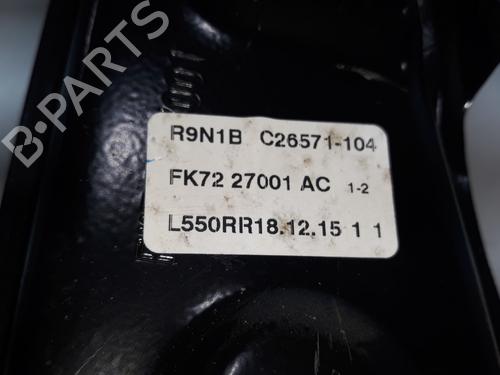 R9N1B C26571-104
FK72 27001 AC 1-2
L550RR18.12.15 1 1
B-PARTS